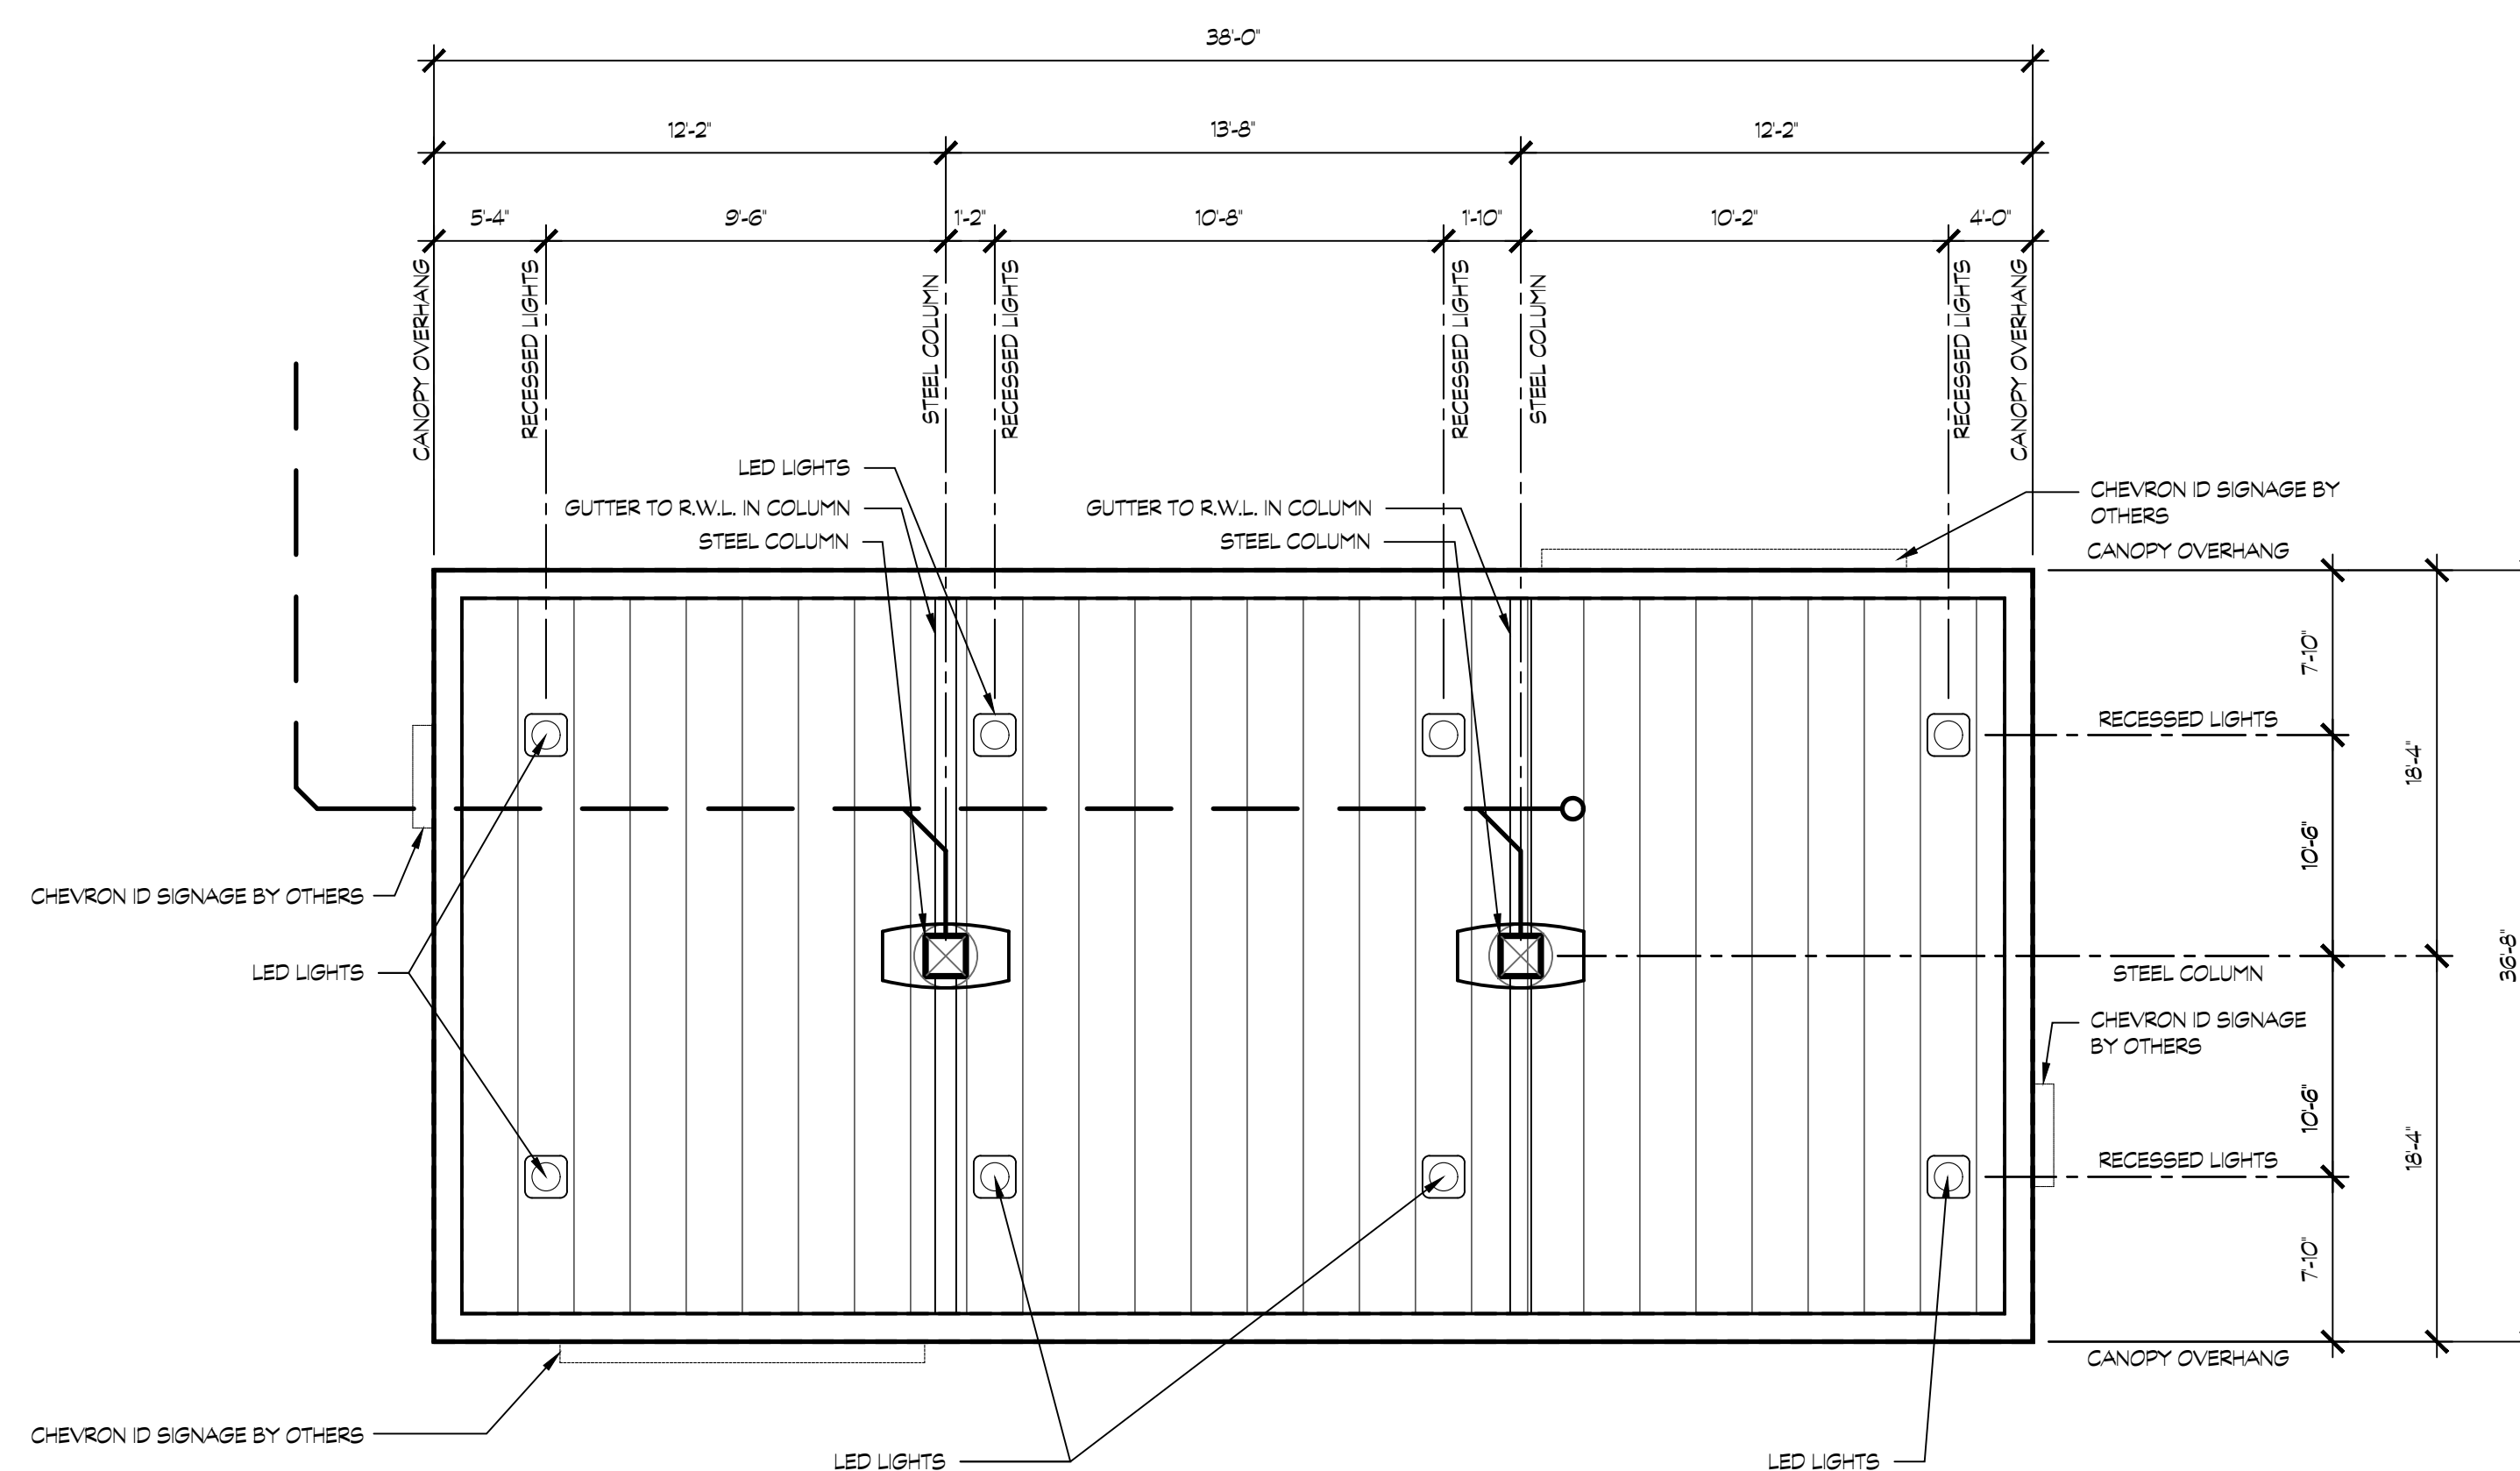 38'-0"
12'-2"
13'-8"
12'-2"
5'-4"
9'-6"
1'-2"
10'-8"
1'-10"
10'-2"
4'-0"
CANOPY OVERHANG
RECESSED LIGHTS
STEEL COLUMN
RECESSED LIGHTS
RECESSED LIGHTS
STEEL COLUMN
RECESSED LIGHTS
CANOPY OVERHANG
LED LIGHTS
GUTTER TO R.W.L. IN COLUMN
STEEL COLUMN
GUTTER TO R.W.L. IN COLUMN
STEEL COLUMN
CHEVRON ID SIGNAGE BY
OTHERS
CANOPY OVERHANG
7'-10"
RECESSED LIGHTS
18'-4"
10'-6"
CHEVRON ID SIGNAGE BY OTHERS
LED LIGHTS
STEEL COLUMN
36'-8"
CHEVRON ID SIGNAGE
BY OTHERS
10'-6"
18'-4"
RECESSED LIGHTS
7'-10"
CANOPY OVERHANG
CHEVRON ID SIGNAGE BY OTHERS
LED LIGHTS
LED LIGHTS